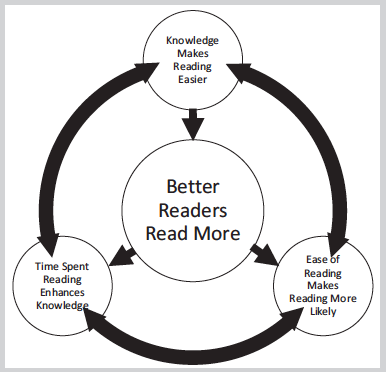 Knowledge
Makes
Reading
Easier
Better
Readers
Read More
Time Spent
Reading
Enhances
Knowledge
Ease of
Reading
Makes
Reading More
Likely